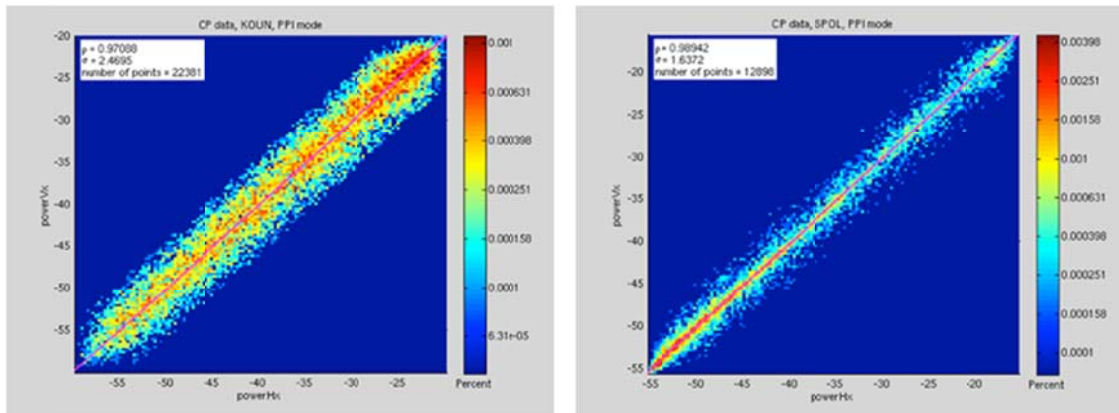 CP data, KOUN, PPI mode
ρ = 0.97088
σ = 2.4695
number of points = 22381
powerVx
-20
-25
-30
-35
-40
-45
-50
-55
-55 -50 -45 -40 -35 -30 -25
powerHx
0.001
0.000631
0.000398
0.000251
0.000158
0.0001
6.31e-05
Percent
CP data, SPOL, PPI mode
ρ = 0.98942
σ = 1.6372
number of points = 12898
powerVx
-20
-25
-30
-35
-40
-45
-50
-55
-55 -50 -45 -40 -35 -30 -25 -20
powerHx
0.00398
0.00251
0.00158
0.001
0.000631
0.000398
0.000251
0.000158
0.0001
Percent